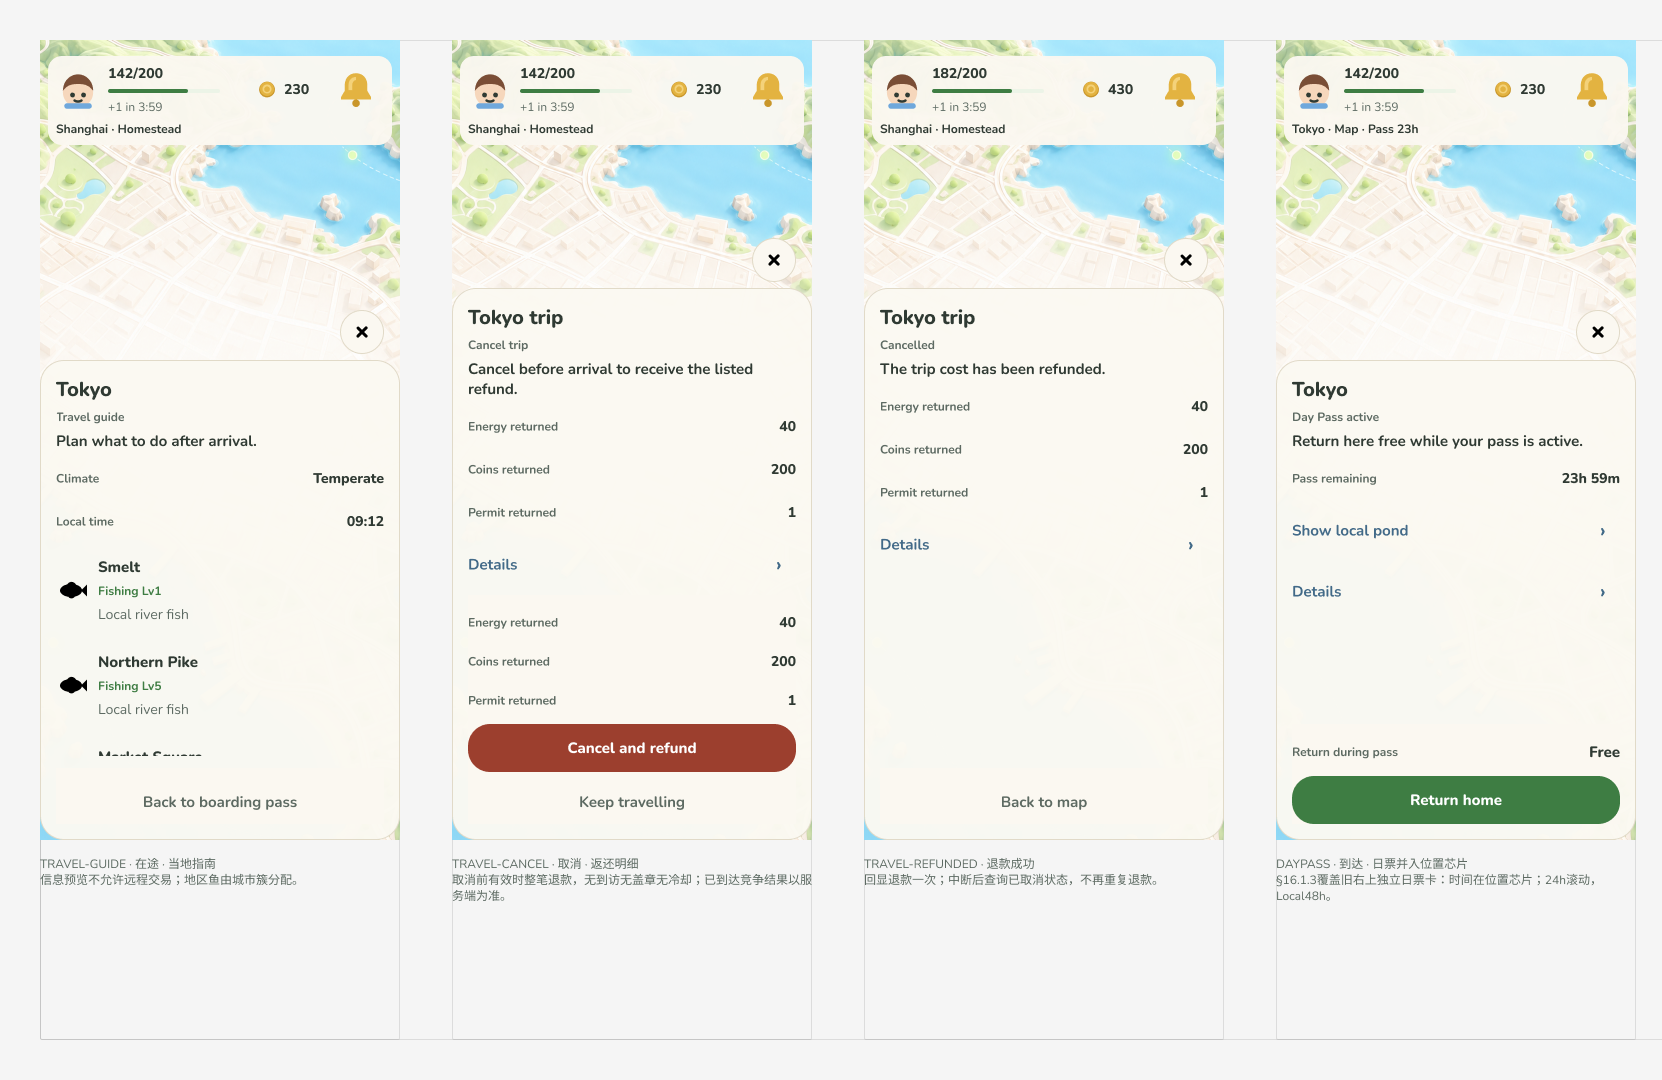 142/200
+1 in 3:59
230
Shanghai · Homestead
Tokyo
Travel guide
Plan what to do after arrival.
Climate Temperate
Local time 09:12
Smelt
Fishing Lv1
Local river fish
Northern Pike
Fishing Lv5
Local river fish
Market Square
Back to boarding pass
TRAVEL-GUIDE · 在途 · 当地指南
信息预览不允许远程交易；地区鱼由城市簇分配。
142/200
+1 in 3:59
230
Shanghai · Homestead
Tokyo trip
Cancel trip
Cancel before arrival to receive the listed
refund.
Energy returned 40
Coins returned 200
Permit returned 1
Details ›
Energy returned 40
Coins returned 200
Permit returned 1
Cancel and refund
Keep travelling
TRAVEL-CANCEL · 取消 · 返还明细
取消前有效时整笔退款，无到访无盖章无冷却；已到达竞争结果以服
务端为准。
182/200
+1 in 3:59
430
Shanghai · Homestead
Tokyo trip
Cancelled
The trip cost has been refunded.
Energy returned 40
Coins returned 200
Permit returned 1
Details ›
Back to map
TRAVEL-REFUNDED · 退款成功
回显退款一次；中断后查询已取消状态，不再重复退款。
142/200
+1 in 3:59
230
Tokyo · Map · Pass 23h
Tokyo
Day Pass active
Return here free while your pass is active.
Pass remaining 23h 59m
Show local pond ›
Details ›
Return during pass Free
Return home
DAYPASS · 到达 · 日票并入位置芯片
§16.1.3覆盖旧右上独立日票卡：时间在位置芯片；24h滚动，
Local48h。